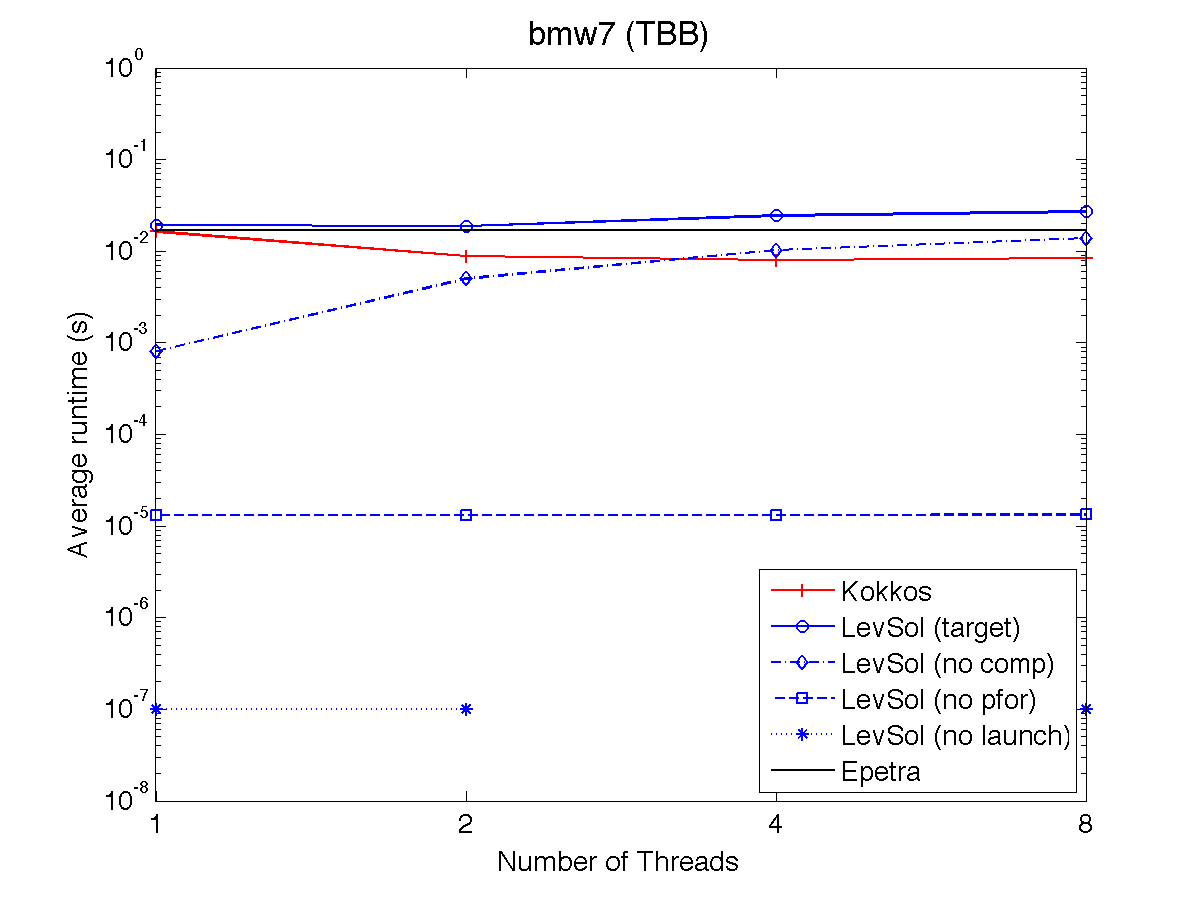 bmw7 (TBB)
10^0
10^-1
10^-2
10^-3
10^-4
10^-5
10^-6
10^-7
10^-8
Average runtime (s)
1 2 4 8
Number of Threads
Kokkos
LevSol (target)
LevSol (no comp)
LevSol (no pfor)
LevSol (no launch)
Epetra